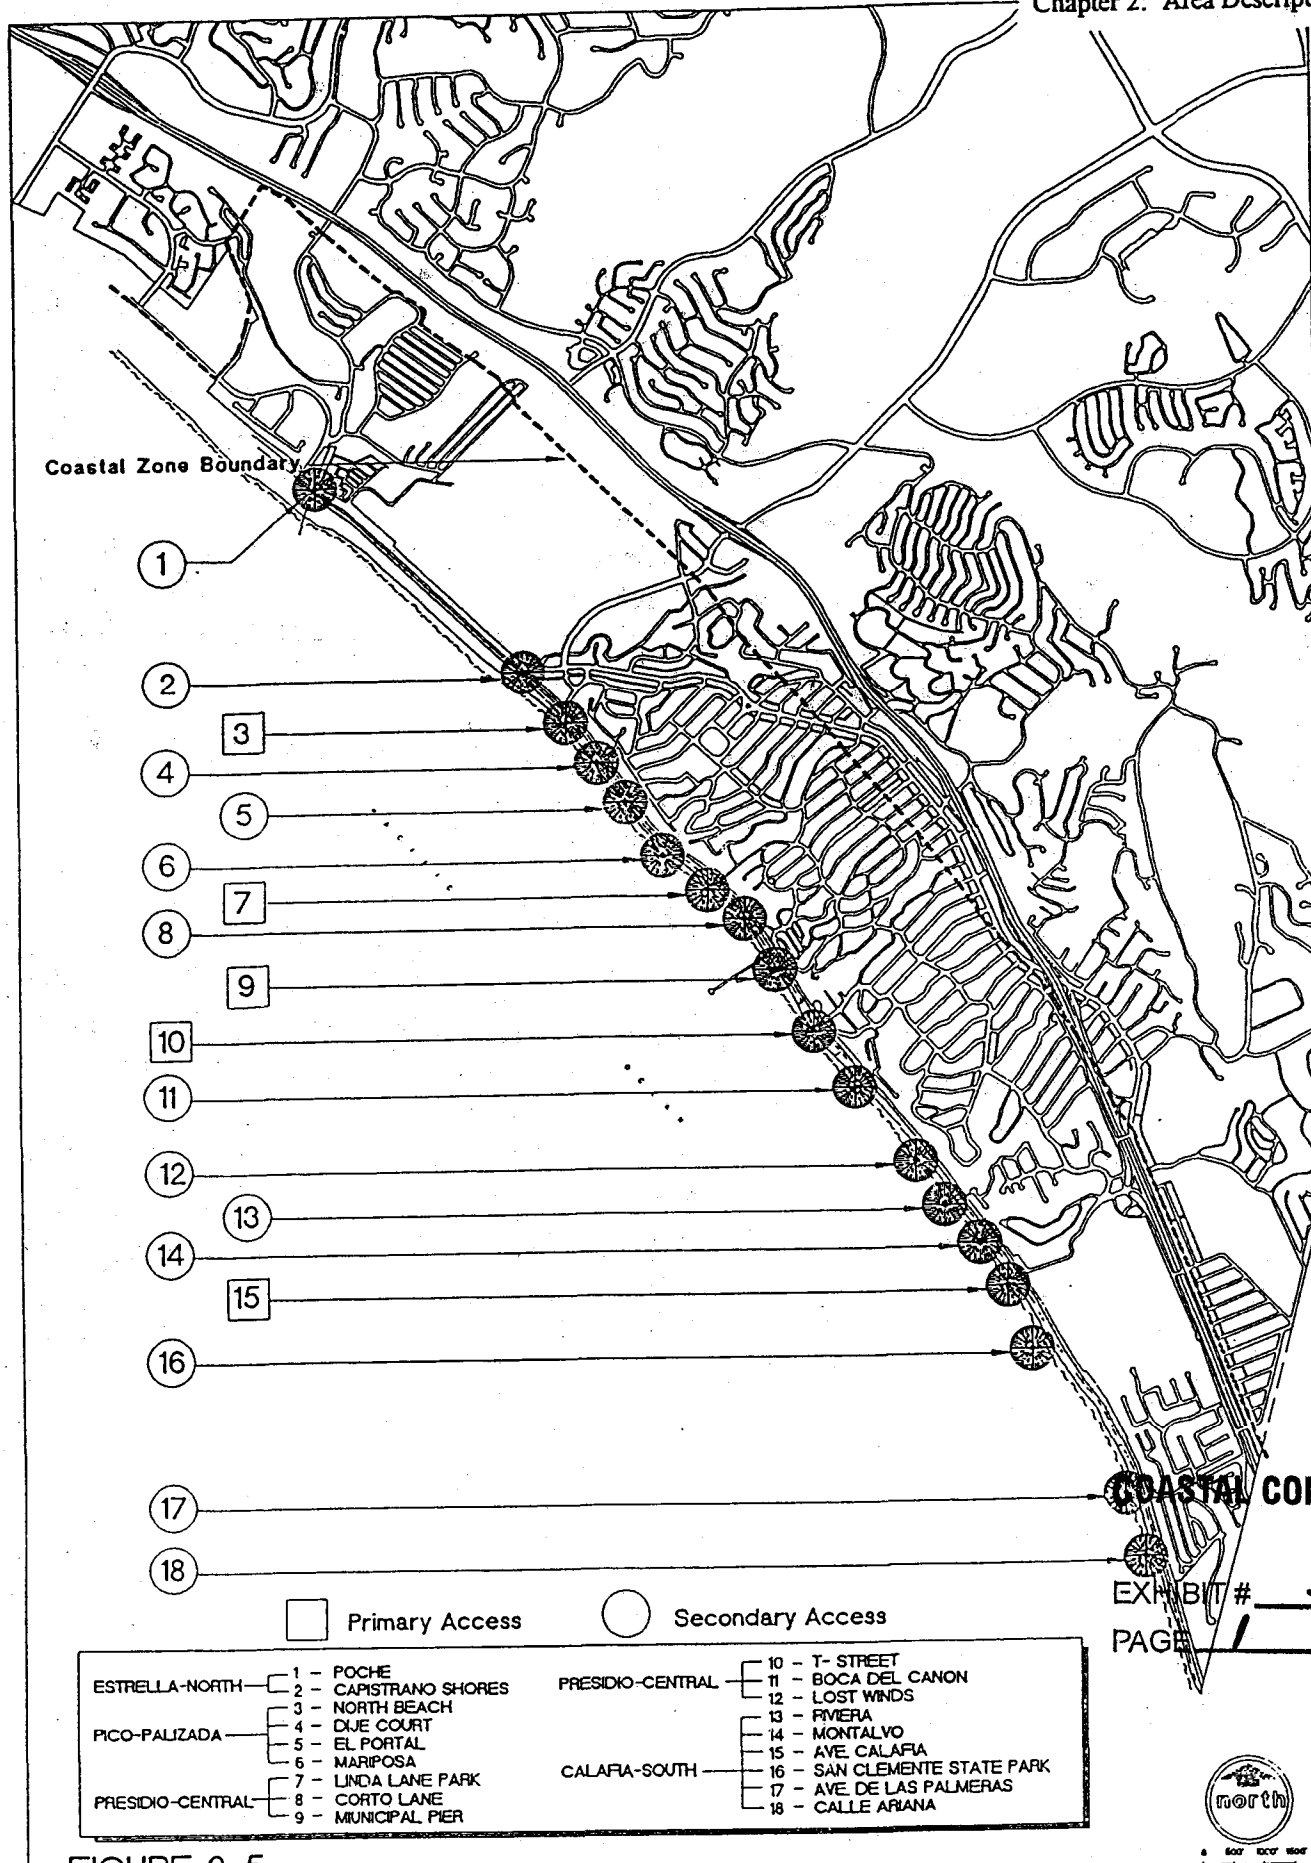 Chapter 2: Area
Coastal Zone Boundary
1
2
3
4
5
6
7
8
9
10
11
12
13
14
15
16
17
18
COASTAL
EXHIBIT #
PAGE 1
Primary Access
Secondary Access
ESTRELLA-NORTH
1 - POCHE
2 - CAPISTRANO SHORES
PICO-PALIZADA
3 - NORTH BEACH
4 - DIJE COURT
5 - EL PORTAL
6 - MARIPOSA
PRESIDIO-CENTRAL
7 - LINDA LANE PARK
8 - CORTO LANE
9 - MUNICIPAL PIER
PRESIDIO-CENTRAL
10 - T- STREET
11 - BOCA DEL CANON
12 - LOST WINDS
CALAFIA-SOUTH
13 - RIVIERA
14 - MONTALVO
15 - AVE. CALAFIA
16 - SAN CLEMENTE STATE PARK
17 - AVE. DE LAS PALMERAS
18 - CALLE ARIANA
north